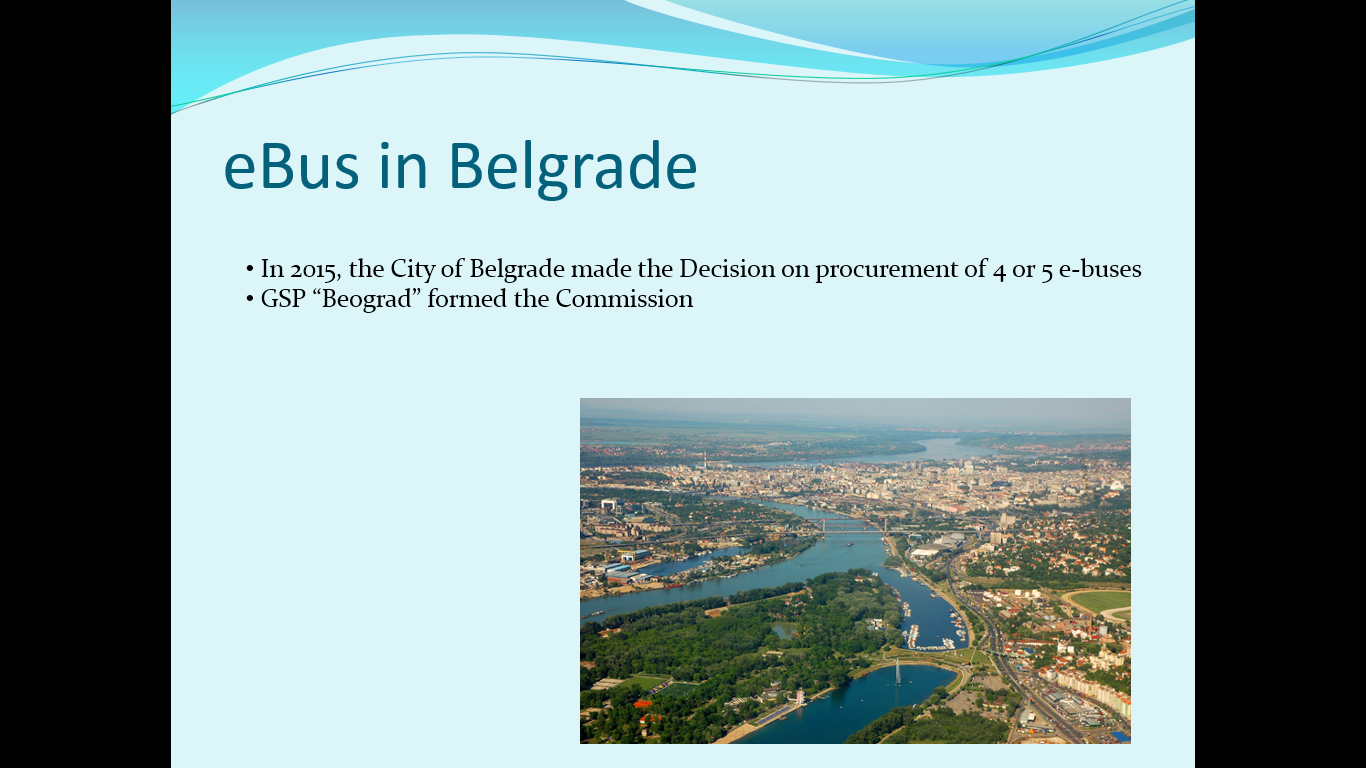 eBus in Belgrade
• In 2015, the City of Belgrade made the Decision on procurement of 4 or 5 e-buses
• GSP “Beograd” formed the Commission